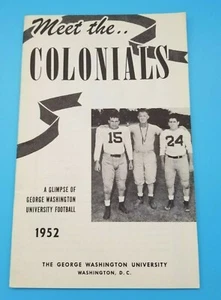 Meet the..
COLONIALS
A GLIMPSE OF
GEORGE WASHINGTON
UNIVERSITY FOOTBALL
1952
15
24
THE GEORGE WASHINGTON UNIVERSITY
WASHINGTON, D. C.